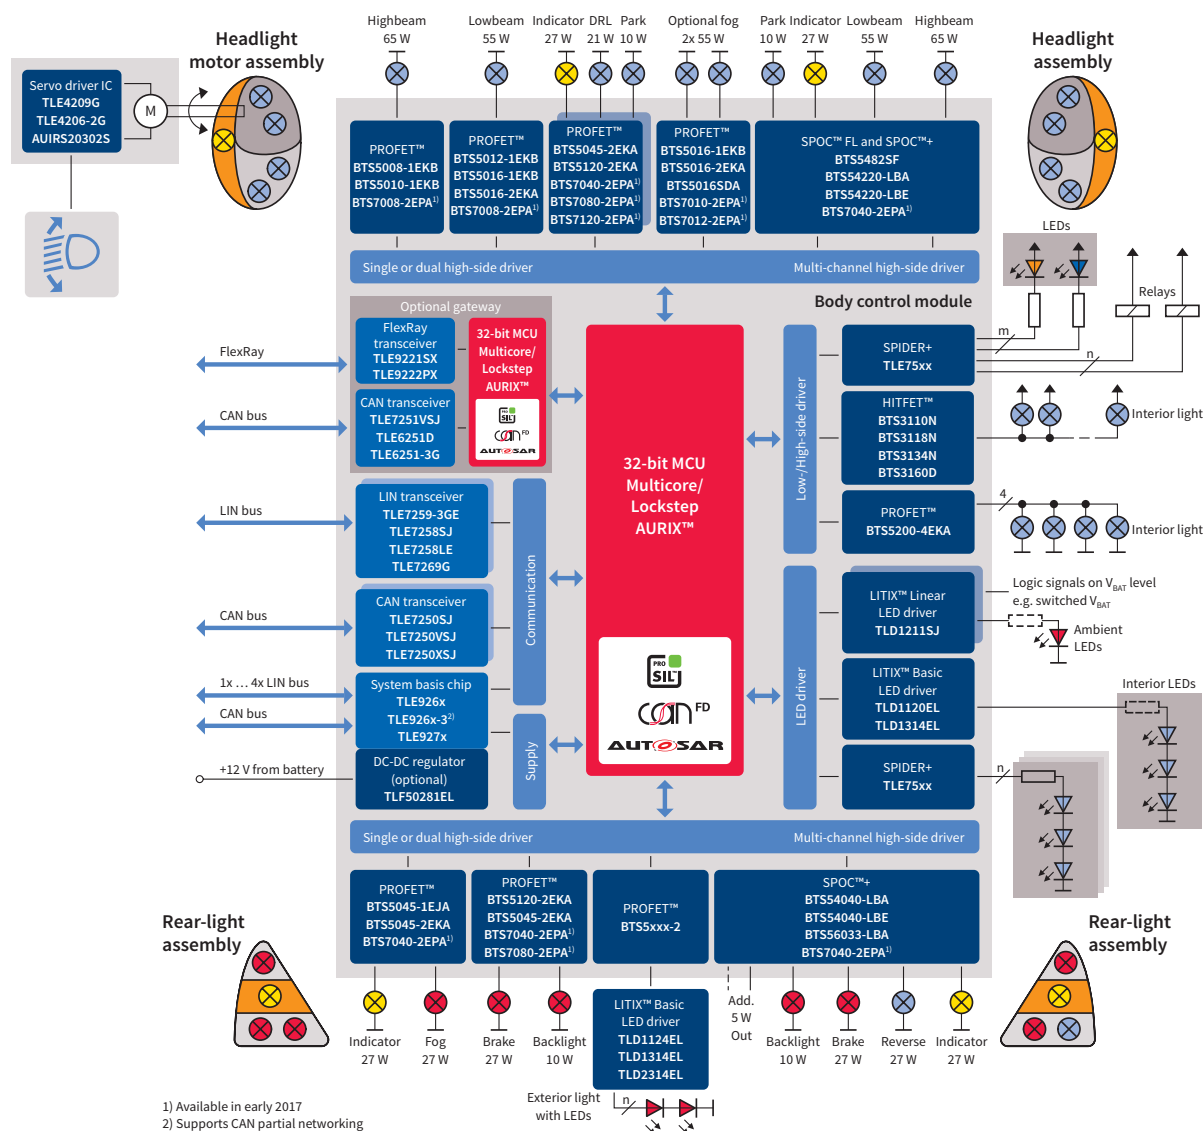 Highbeam
65 W
Lowbeam
55 W
Indicator
27 W
DRL
21 W
Park
10 W
Optional fog
2x 55 W
Park
10 W
Indicator
27 W
Lowbeam
55 W
Highbeam
65 W
Headlight
motor assembly
Headlight
assembly
Servo driver IC
TLE4209G
TLE4206-2G
AUIRS20302S
M
PROFET™
BTS5008-1EKB
BTS5010-1EKB
BTS7008-2EPA1)
PROFET™
BTS5012-1EKB
BTS5016-1EKB
BTS5016-2EKA
BTS7008-2EPA1)
PROFET™
BTS5045-2EKA
BTS5120-2EKA
BTS7040-2EPA1)
BTS7080-2EPA1)
BTS7120-2EPA1)
PROFET™
BTS5016-1EKB
BTS5016-2EKA
BTS5016SDA
BTS7010-2EPA1)
BTS7012-2EPA1)
SPOC™ FL and SPOC™+
BTS5482SF
BTS54220-LBA
BTS54220-LBE
BTS7040-2EPA1)
Single or dual high-side driver
Multi-channel high-side driver
LEDs
Relays
m
n
Optional gateway
Body control module
FlexRay
FlexRay
transceiver
TLE9221SX
TLE9222PX
CAN bus
CAN transceiver
TLE7251VSJ
TLE6251D
TLE6251-3G
32-bit MCU
Multicore/
Lockstep
AURIX™
PRO
SIL
CAN FD
AUTOSAR
LIN bus
LIN transceiver
TLE7259-3GE
TLE7258SJ
TLE7258LE
TLE7269G
CAN bus
CAN transceiver
TLE7250SJ
TLE7250VSJ
TLE7250XSJ
1x … 4x LIN bus
CAN bus
System basis chip
TLE926x
TLE926x-32)
TLE927x
+12 V from battery
DC-DC regulator
(optional)
TLF50281EL
Communication
Supply
32-bit MCU
Multicore/
Lockstep
AURIX™
PRO
SIL
CAN FD
AUTOSAR
Low-/High-side driver
LED driver
SPIDER+
TLE75xx
HITFET™
BTS3110N
BTS3118N
BTS3134N
BTS3160D
Interior light
PROFET™
BTS5200-4EKA
4
Interior light
LITIX™ Linear
LED driver
TLD1211SJ
Logic signals on VBAT level
e.g. switched VBAT
Ambient
LEDs
LITIX™ Basic
LED driver
TLD1120EL
TLD1314EL
Interior LEDs
SPIDER+
TLE75xx
n
Single or dual high-side driver
Multi-channel high-side driver
PROFET™
BTS5045-1EJA
BTS5045-2EKA
BTS7040-2EPA1)
PROFET™
BTS5120-2EKA
BTS5045-2EKA
BTS7040-2EPA1)
BTS7080-2EPA1)
PROFET™
BTS5xxx-2
SPOC™+
BTS54040-LBA
BTS54040-LBE
BTS56033-LBA
BTS7040-2EPA1)
Rear-light
assembly
Rear-light
assembly
Indicator
27 W
Fog
27 W
Brake
27 W
Backlight
10 W
LITIX™ Basic
LED driver
TLD1124EL
TLD1314EL
TLD2314EL
Add.
5 W
Out
Backlight
10 W
Brake
27 W
Reverse
27 W
Indicator
27 W
Exterior light
with LEDs
n
1) Available in early 2017
2) Supports CAN partial networking